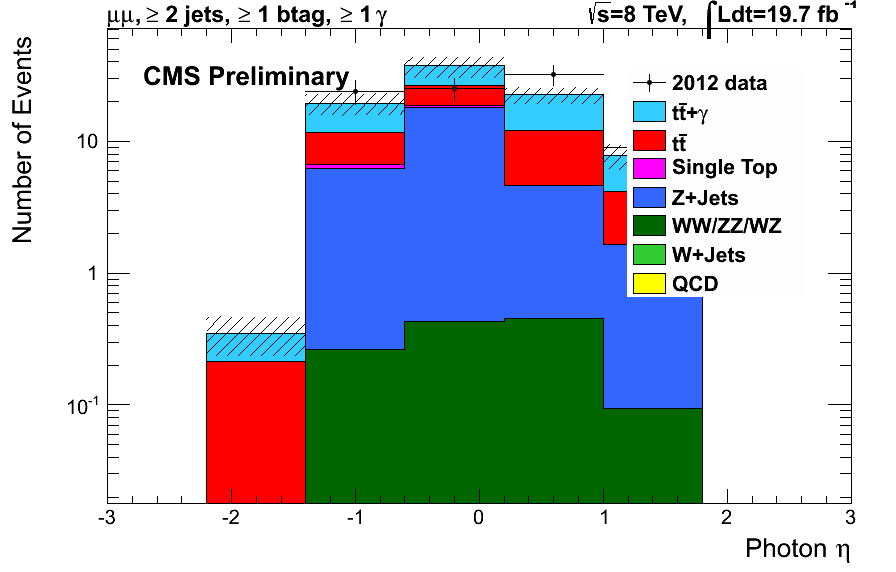 μμ, ≥ 2 jets, ≥ 1 btag, ≥ 1 γ
√s=8 TeV, ∫Ldt=19.7 fb⁻¹
CMS Preliminary
2012 data
tt̄+γ
tt̄
Single Top
Z+Jets
WW/ZZ/WZ
W+Jets
QCD
Number of Events
10
1
10⁻¹
-3 -2 -1 0 1 2 3
Photon η